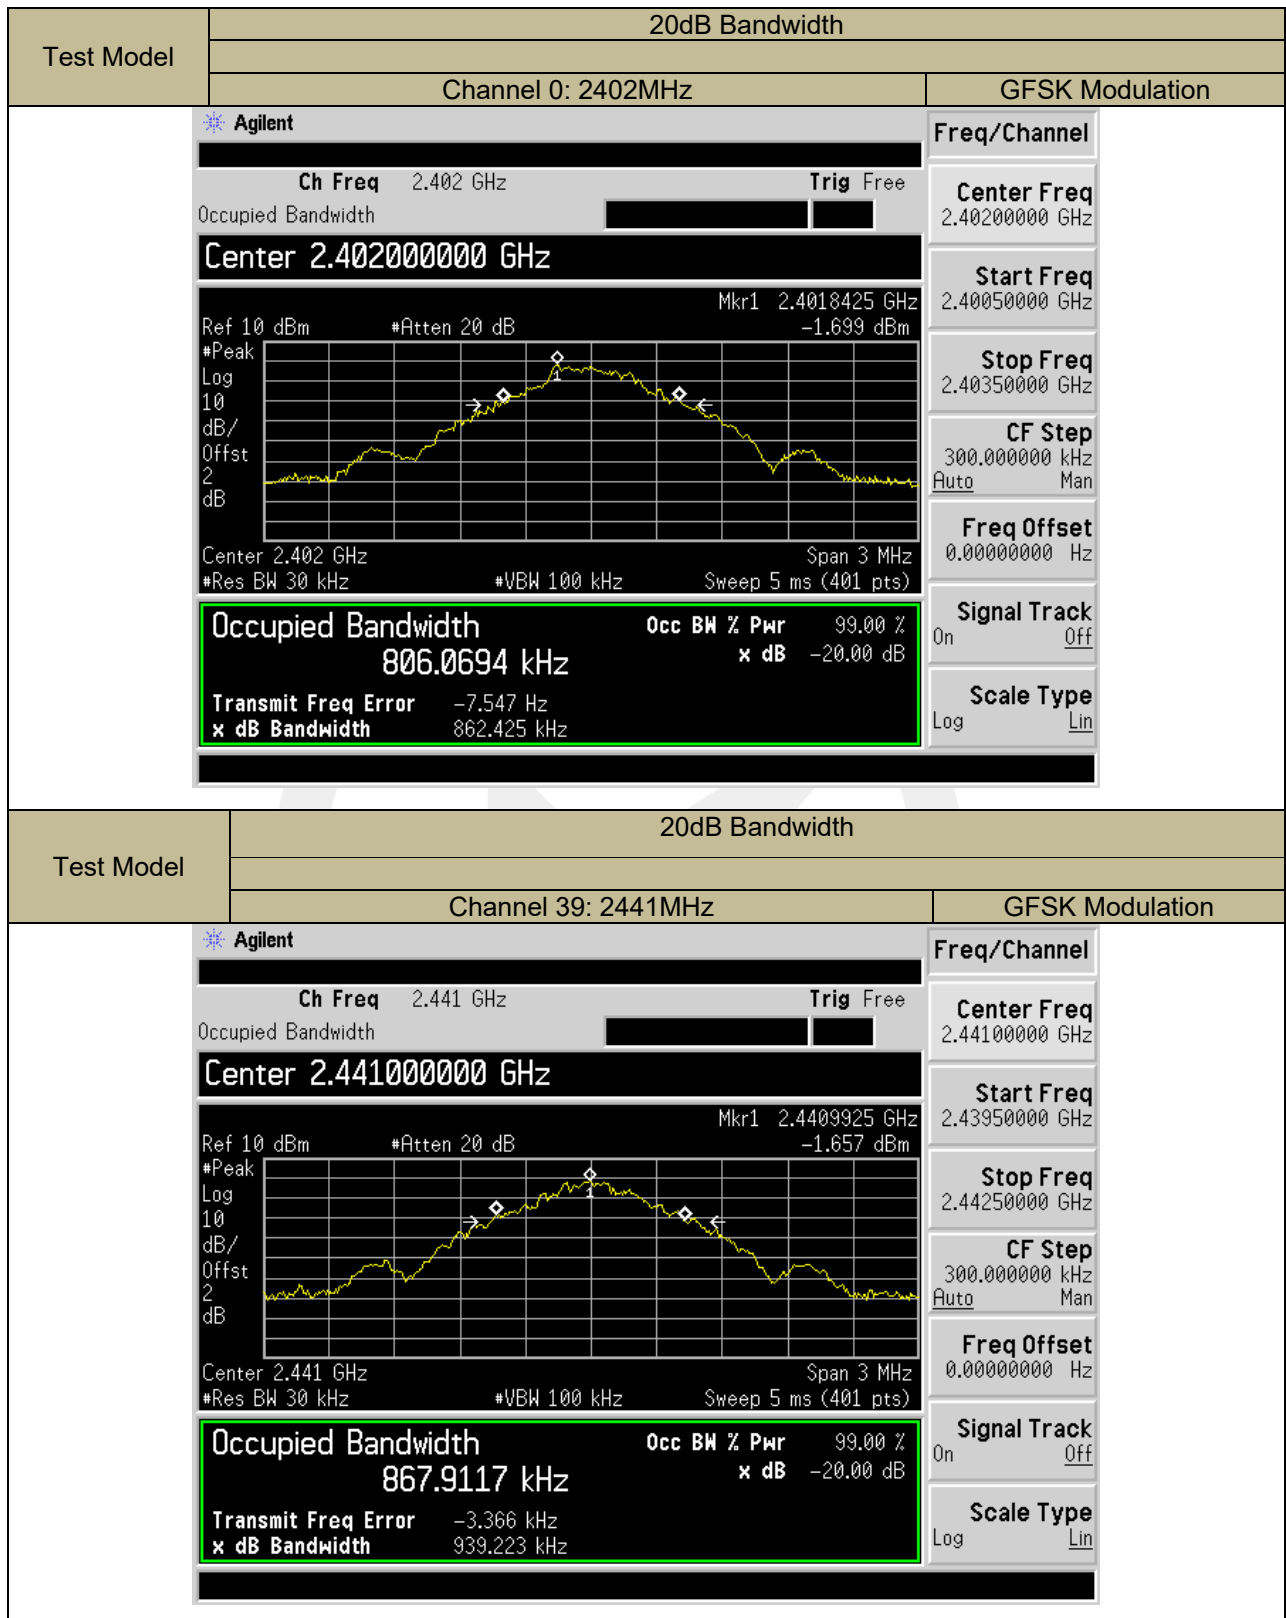 Test Model
20dB Bandwidth
Channel 0: 2402MHz
GFSK Modulation
Agilent
Freq/Channel
Ch Freq 2.402 GHz
Trig Free
Occupied Bandwidth
Center Freq
2.40200000 GHz
Center 2.402000000 GHz
Start Freq
2.40050000 GHz
Mkr1 2.4018425 GHz
Ref 10 dBm #Atten 20 dB -1.699 dBm
#Peak
Log
10
dB/
Offst
2
dB
1
Stop Freq
2.40350000 GHz
CF Step
300.000000 kHz
Auto Man
Center 2.402 GHz Span 3 MHz
#Res BW 30 kHz #VBW 100 kHz Sweep 5 ms (401 pts)
Freq Offset
0.00000000 Hz
Occupied Bandwidth
806.0694 kHz
Occ BW % Pwr 99.00 %
x dB -20.00 dB
Transmit Freq Error -7.547 Hz
x dB Bandwidth 862.425 kHz
Signal Track
On Off
Scale Type
Log Lin
Test Model
20dB Bandwidth
Channel 39: 2441MHz
GFSK Modulation
Agilent
Freq/Channel
Ch Freq 2.441 GHz
Trig Free
Occupied Bandwidth
Center Freq
2.44100000 GHz
Center 2.441000000 GHz
Start Freq
2.43950000 GHz
Mkr1 2.4409925 GHz
Ref 10 dBm #Atten 20 dB -1.657 dBm
#Peak
Log
10
dB/
Offst
2
dB
1
Stop Freq
2.44250000 GHz
CF Step
300.000000 kHz
Auto Man
Center 2.441 GHz Span 3 MHz
#Res BW 30 kHz #VBW 100 kHz Sweep 5 ms (401 pts)
Freq Offset
0.00000000 Hz
Occupied Bandwidth
867.9117 kHz
Occ BW % Pwr 99.00 %
x dB -20.00 dB
Transmit Freq Error -3.366 kHz
x dB Bandwidth 939.223 kHz
Signal Track
On Off
Scale Type
Log Lin